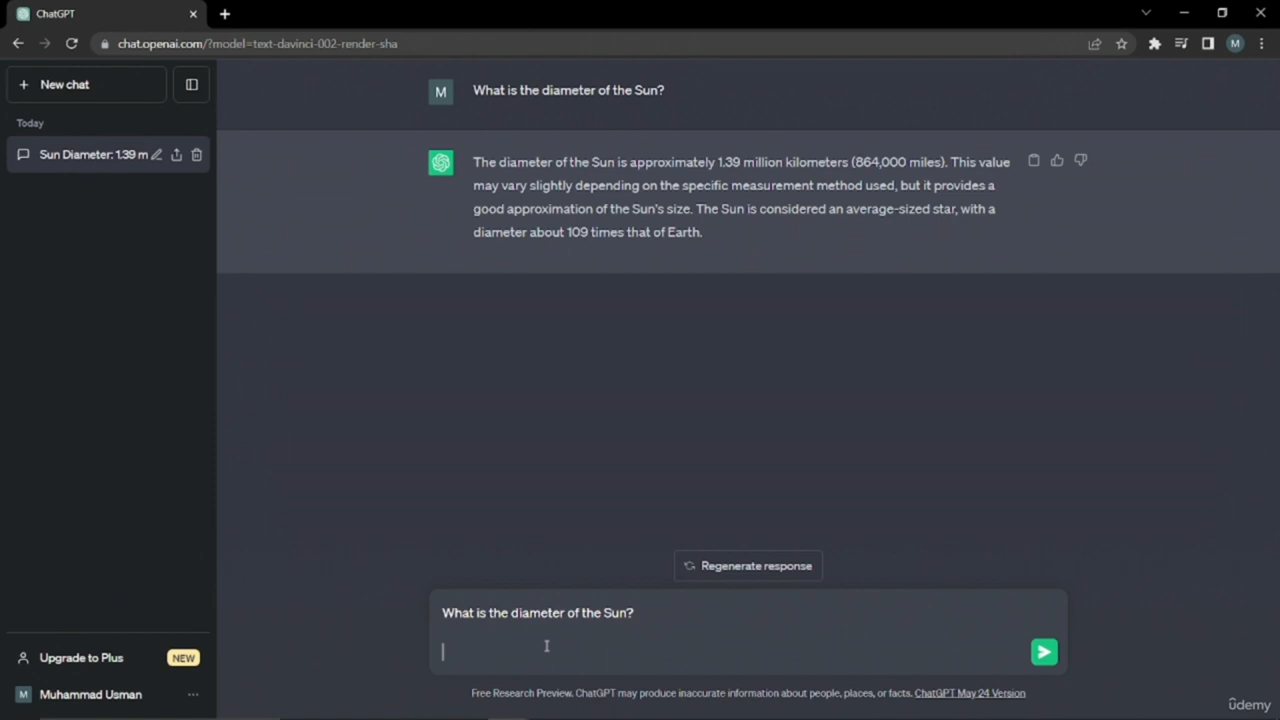 ChatGPT
chat.openai.com/?model=text-davinci-002-render-sha
M
New chat
Today
Sun Diameter: 1.39 m
M
What is the diameter of the Sun?
The diameter of the Sun is approximately 1.39 million kilometers (864,000 miles). This value
may vary slightly depending on the specific measurement method used, but it provides a
good approximation of the Sun's size. The Sun is considered an average-sized star, with a
diameter about 109 times that of Earth.
Regenerate response
What is the diameter of the Sun?
Upgrade to Plus
NEW
M
Muhammad Usman
Free Research Preview. ChatGPT may produce inaccurate information about people, places, or facts. ChatGPT May 24 Version
ûdemy